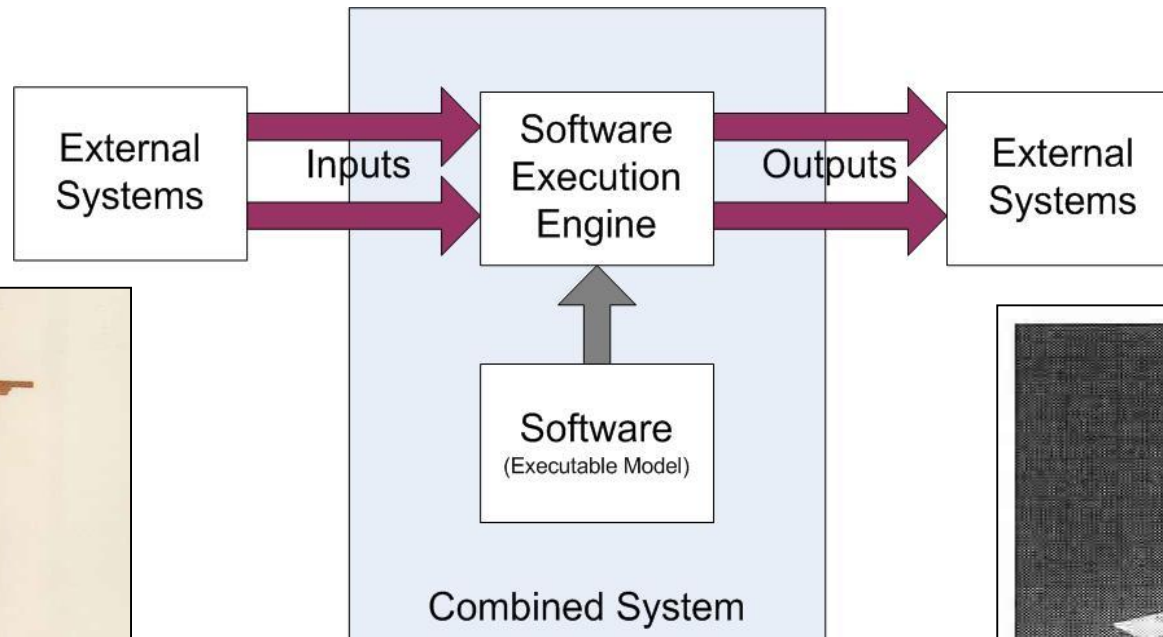 External
Systems
Inputs
Software
Execution
Engine
Outputs
External
Systems
Software
(Executable Model)
Combined System